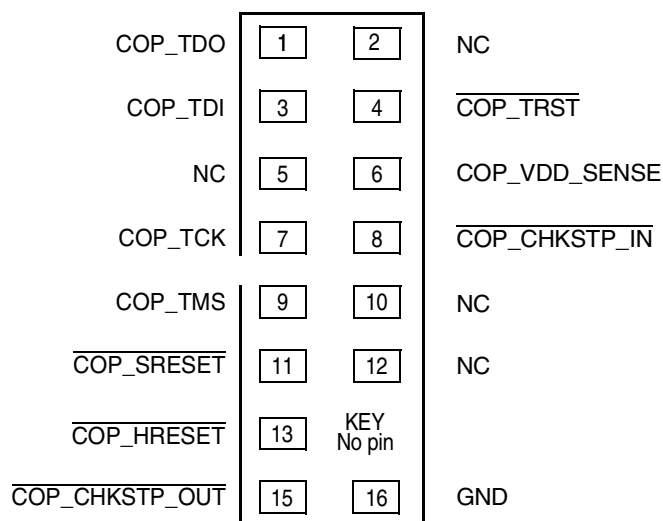 COP_TDO 1 2 NC
COP_TDI 3 4 COP_TRST
NC 5 6 COP_VDD_SENSE
COP_TCK 7 8 COP_CHKSTP_IN
COP_TMS 9 10 NC
COP_SRESET 11 12 NC
COP_HRESET 13 KEY
No pin
COP_CHKSTP_OUT 15 16 GND